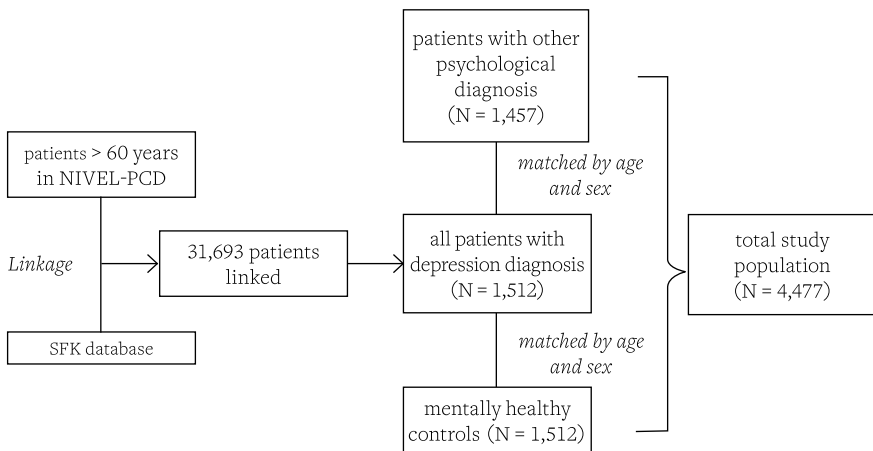 patients > 60 years
in NIVEL-PCD
Linkage
SFK database
31,693 patients
linked
patients with other
psychological
diagnosis
(N = 1,457)
matched by age
and sex
all patients with
depression diagnosis
(N = 1,512)
matched by age
and sex
mentally healthy
controls (N = 1,512)
total study
population
(N = 4,477)